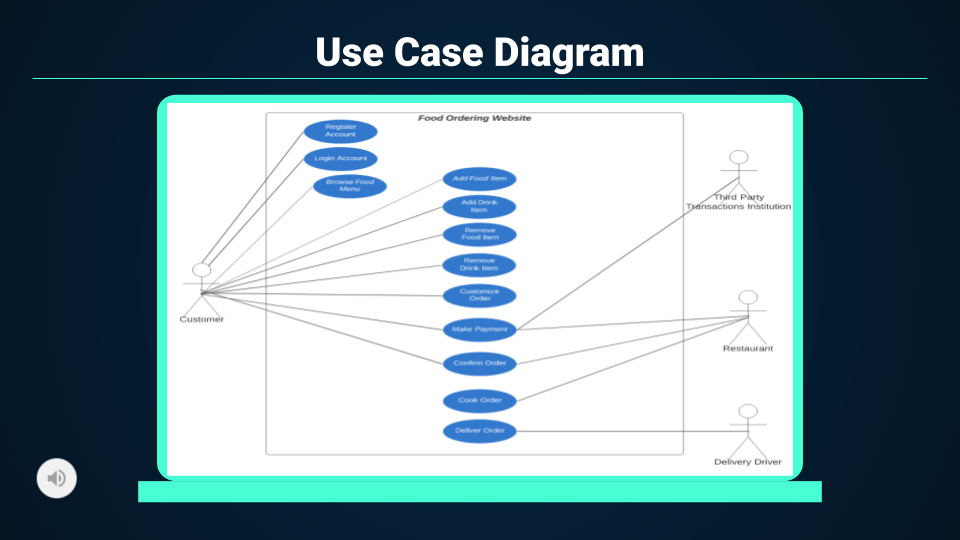 Use Case Diagram
Food Ordering Website
Register
Account
Login Account
Browse Food
Menu
Add Food Item
Add Drink
Item
Remove
Food Item
Remove
Drink Item
Customize
Order
Make Payment
Confirm Order
Cook Order
Deliver Order
Customer
Third Party
Transactions Institution
Restaurant
Delivery Driver